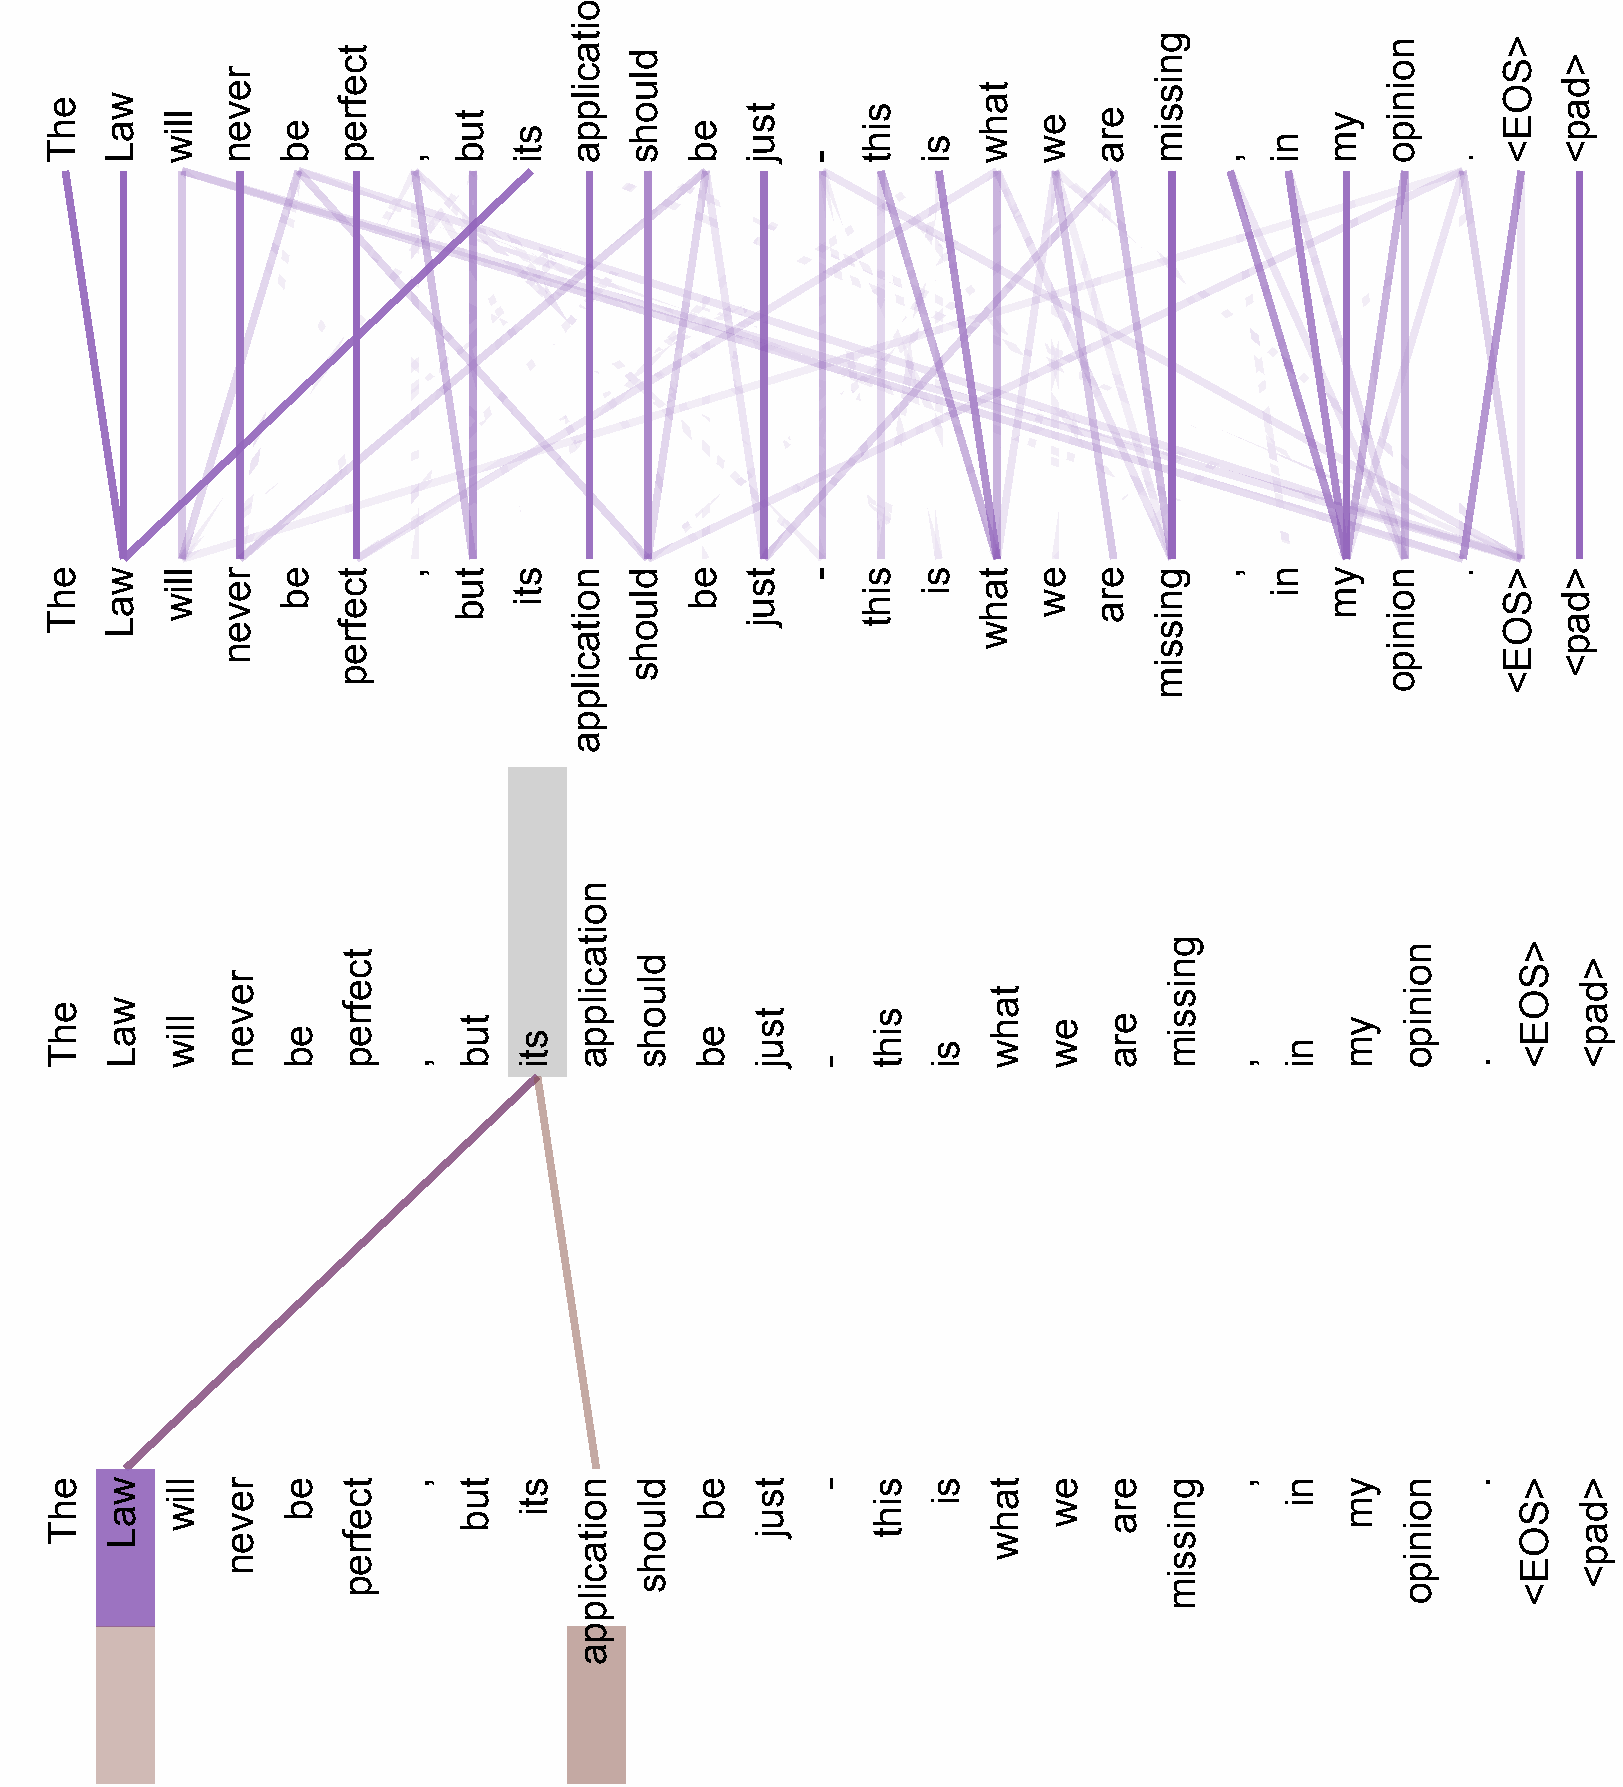 The Law will never be perfect , but its applicatio should be just - this is what we are missing , in my opinion . <EOS> <pad>
The Law will never be perfect , but its application should be just - this is what we are missing , in my opinion . <EOS> <pad>
The Law will never be perfect , but its application should be just - this is what we are missing , in my opinion . <EOS> <pad>
The Law will never be perfect , but its application should be just - this is what we are missing , in my opinion . <EOS> <pad>